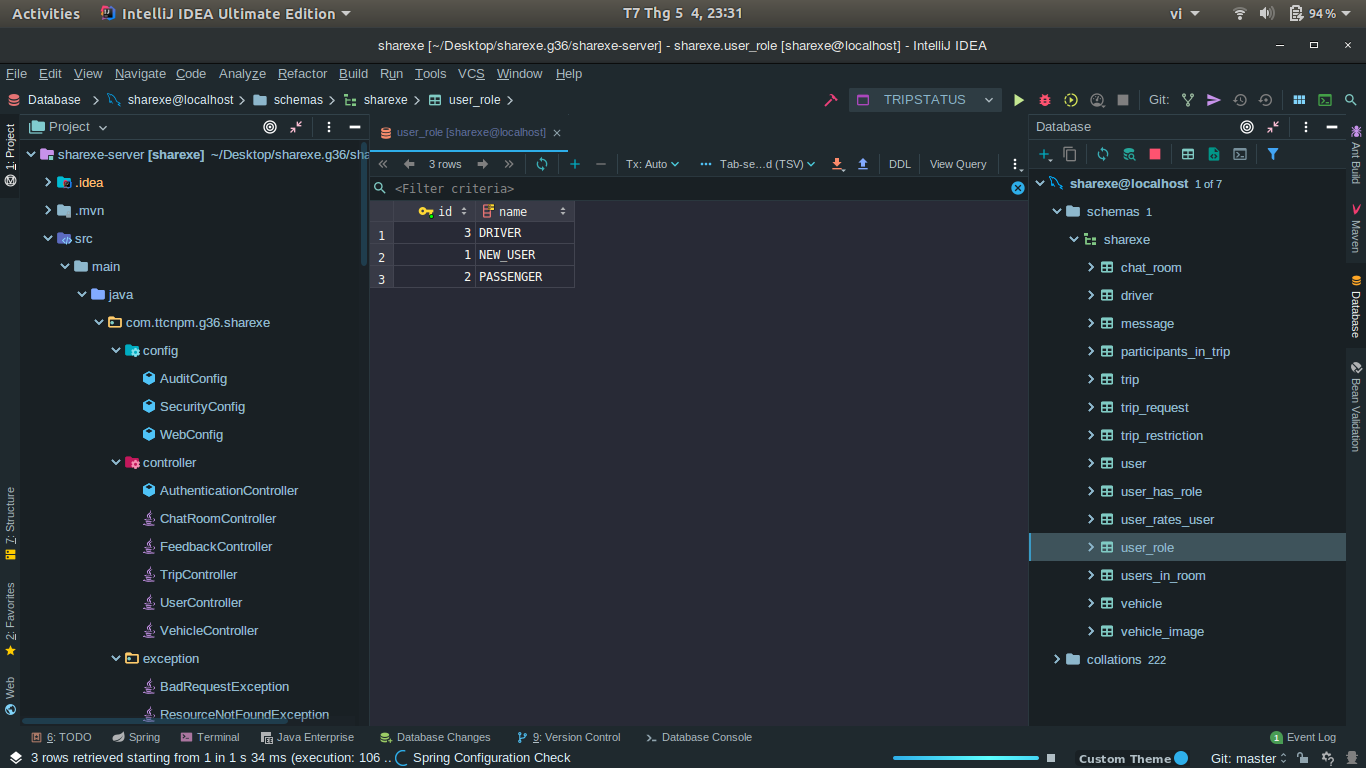 Activities IntelliJ IDEA Ultimate Edition T7 Thg 5 4, 23:31 vi 94%
sharexe [~/Desktop/sharexe.g36/sharexe-server] - sharexe.user_role [sharexe@localhost] - IntelliJ IDEA
File Edit View Navigate Code Analyze Refactor Build Run Tools VCS Window Help
Database sharexe@localhost schemas sharexe user_role TRIPSTATUS Git:
1: Project
7: Structure
2: Favorites
Web
Project
sharexe-server [sharexe] ~/Desktop/sharexe.g36/sha
.idea
.mvn
src
main
java
com.ttcnpm.g36.sharexe
config
AuditConfig
SecurityConfig
WebConfig
controller
AuthenticationController
ChatRoomController
FeedbackController
TripController
UserController
VehicleController
exception
BadRequestException
ResourceNotFoundException
user_role [sharexe@localhost]
3 rows Tx: Auto Tab-se...d (TSV) DDL View Query
<Filter criteria>
id name
1 3 DRIVER
2 1 NEW_USER
3 2 PASSENGER
Database
sharexe@localhost 1 of 7
schemas 1
sharexe
chat_room
driver
message
participants_in_trip
trip
trip_request
trip_restriction
user
user_has_role
user_rates_user
user_role
users_in_room
vehicle
vehicle_image
collations 222
Ant Build
Maven
Database
Bean Validation
6: TODO Spring Terminal Java Enterprise Database Changes 9: Version Control Database Console 1 Event Log
3 rows retrieved starting from 1 in 1 s 34 ms (execution: 106 .. Spring Configuration Check Custom Theme Git: master